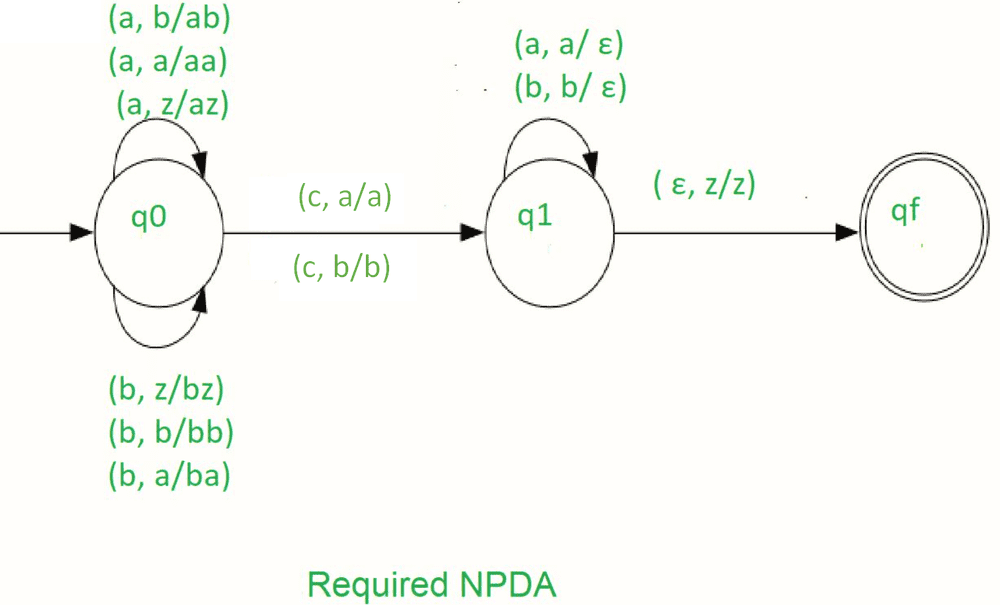 (a, b/ab)
(a, a/aa)
(a, z/az)
(a, a/ ε)
(b, b/ ε)
( ε, z/z)
(c, a/a)
q0
q1
qf
(c, b/b)
(b, z/bz)
(b, b/bb)
(b, a/ba)
Required NPDA